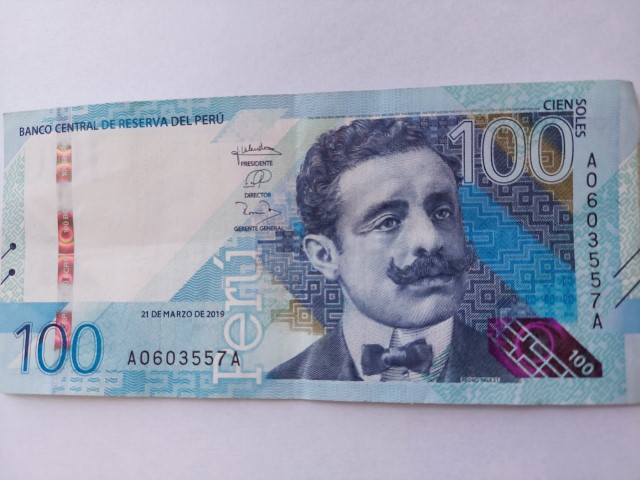 BANCO CENTRAL DE RESERVA DEL PERÚ
100
A0603557A
21 DE MARZO DE 2019
PRESIDENTE
DIRECTOR
GERENTE GENERAL
Perú
100
CIEN
SOLES
A0603557A
100